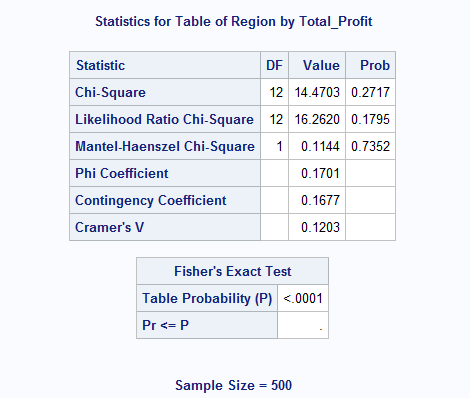 Statistics for Table of Region by Total_Profit
Statistic DF Value Prob
Chi-Square 12 14.4703 0.2717
Likelihood Ratio Chi-Square 12 16.2620 0.1795
Mantel-Haenszel Chi-Square 1 0.1144 0.7352
Phi Coefficient 0.1701
Contingency Coefficient 0.1677
Cramer's V 0.1203
Fisher's Exact Test
Table Probability (P) <.0001
Pr <= P .
Sample Size = 500